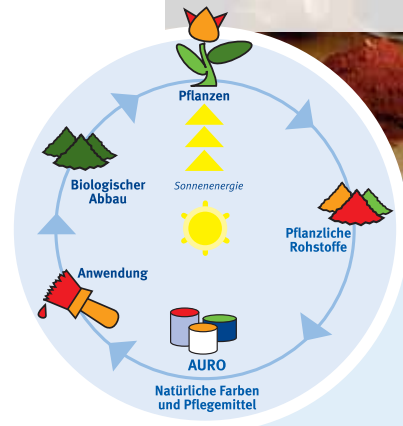 Pflanzen
Sonnenenergie
Pflanzliche
Rohstoffe
AURO
Natürliche Farben
und Pflegemittel
Anwendung
Biologischer
Abbau